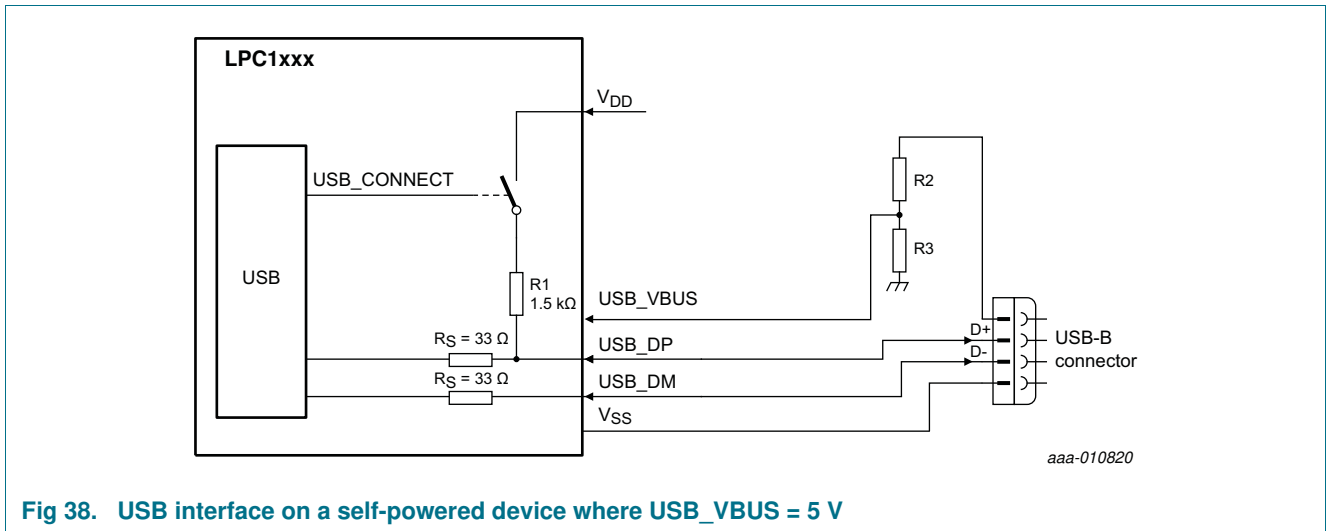 LPC1xxx
VDD
USB_CONNECT
R2
R3
USB
R1
1.5 kΩ
USB_VBUS
RS = 33 Ω
USB_DP
D+
USB-B
connector
D-
RS = 33 Ω
USB_DM
VSS
aaa-010820
Fig 38. USB interface on a self-powered device where USB_VBUS = 5 V